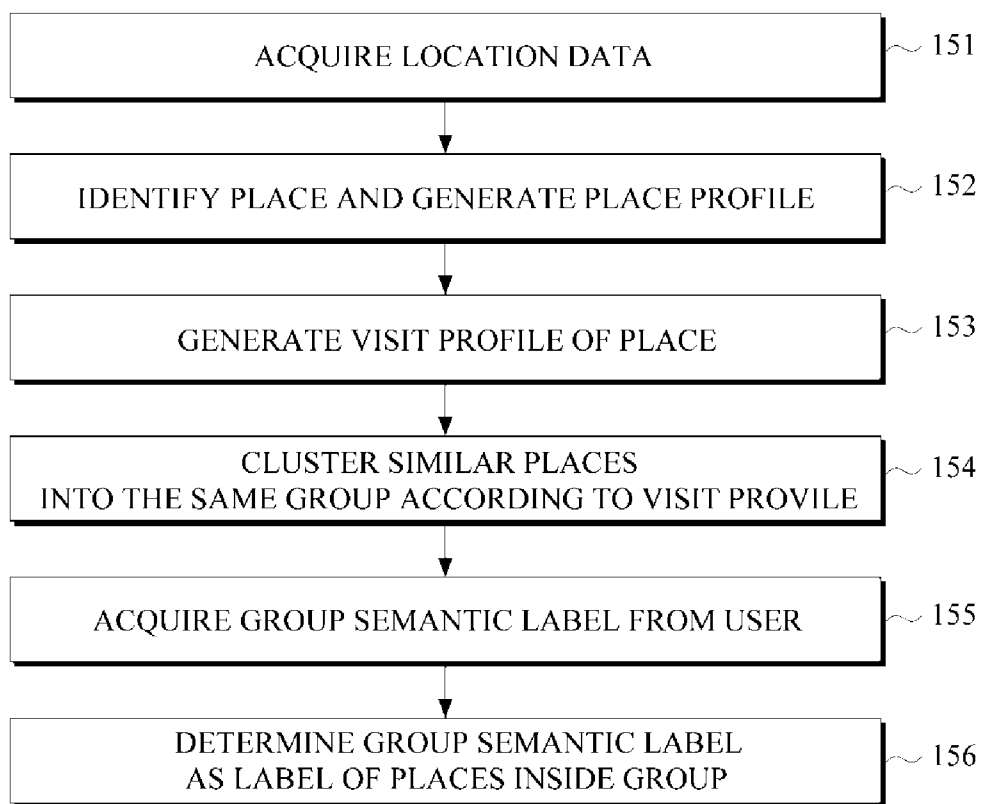 ACQUIRE LOCATION DATA
151
IDENTIFY PLACE AND GENERATE PLACE PROFILE
152
GENERATE VISIT PROFILE OF PLACE
153
CLUSTER SIMILAR PLACES
INTO THE SAME GROUP ACCORDING TO VISIT PROVILE
154
ACQUIRE GROUP SEMANTIC LABEL FROM USER
155
DETERMINE GROUP SEMANTIC LABEL
AS LABEL OF PLACES INSIDE GROUP
156